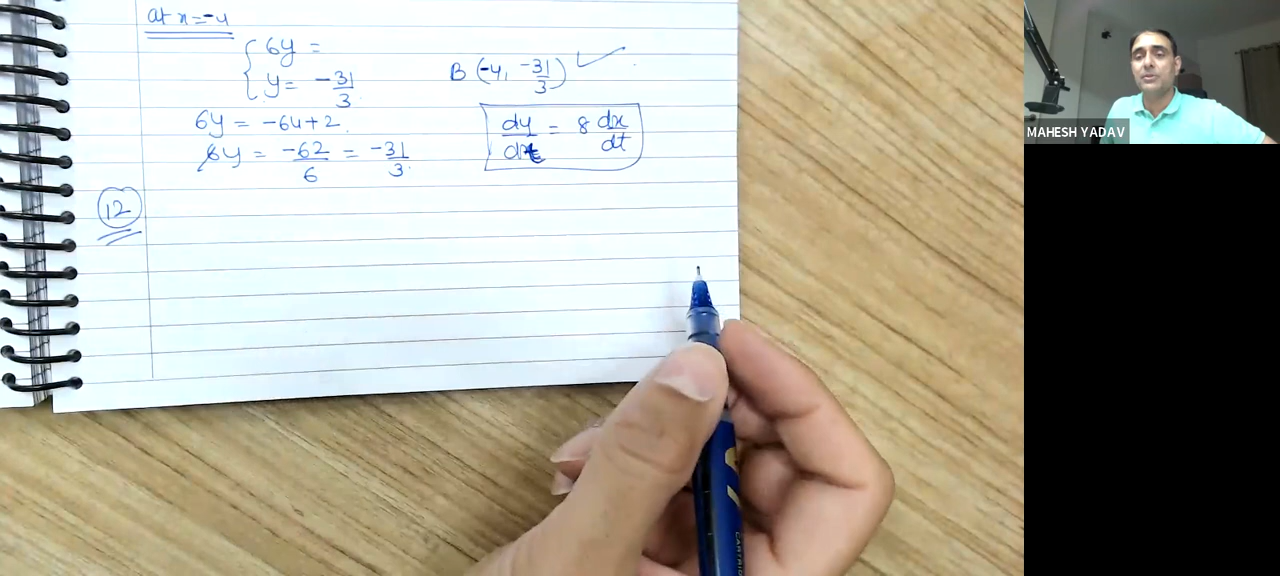 at x=-4
6y =
y = -31/3
B (-4, -31/3) ✓
6y = -64+2
6y = -62/6 = -31/3
dy/dt = 8 dx/dt
12
MAHESH YADAV